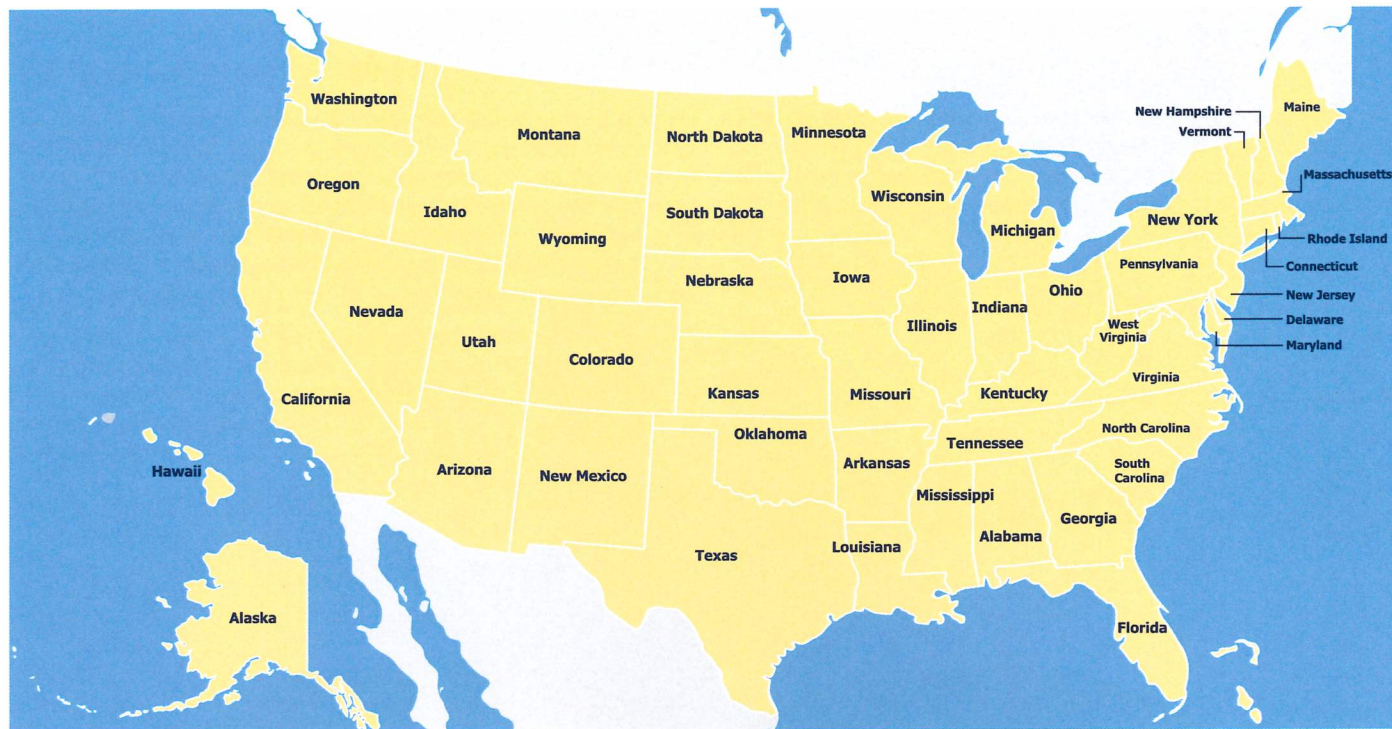 Washington
Montana
North Dakota
Minnesota
New Hampshire
Maine
Vermont
Oregon
Idaho
South Dakota
Wisconsin
Massachusetts
Wyoming
Michigan
New York
Rhode Island
Nebraska
Iowa
Pennsylvania
Connecticut
Nevada
Utah
Colorado
Illinois
Indiana
Ohio
New Jersey
Delaware
Maryland
West
Virginia
Virginia
California
Kansas
Missouri
Kentucky
Oklahoma
Tennessee
North Carolina
Hawaii
Arizona
New Mexico
Arkansas
South
Carolina
Mississippi
Alabama
Georgia
Texas
Louisiana
Alaska
Florida